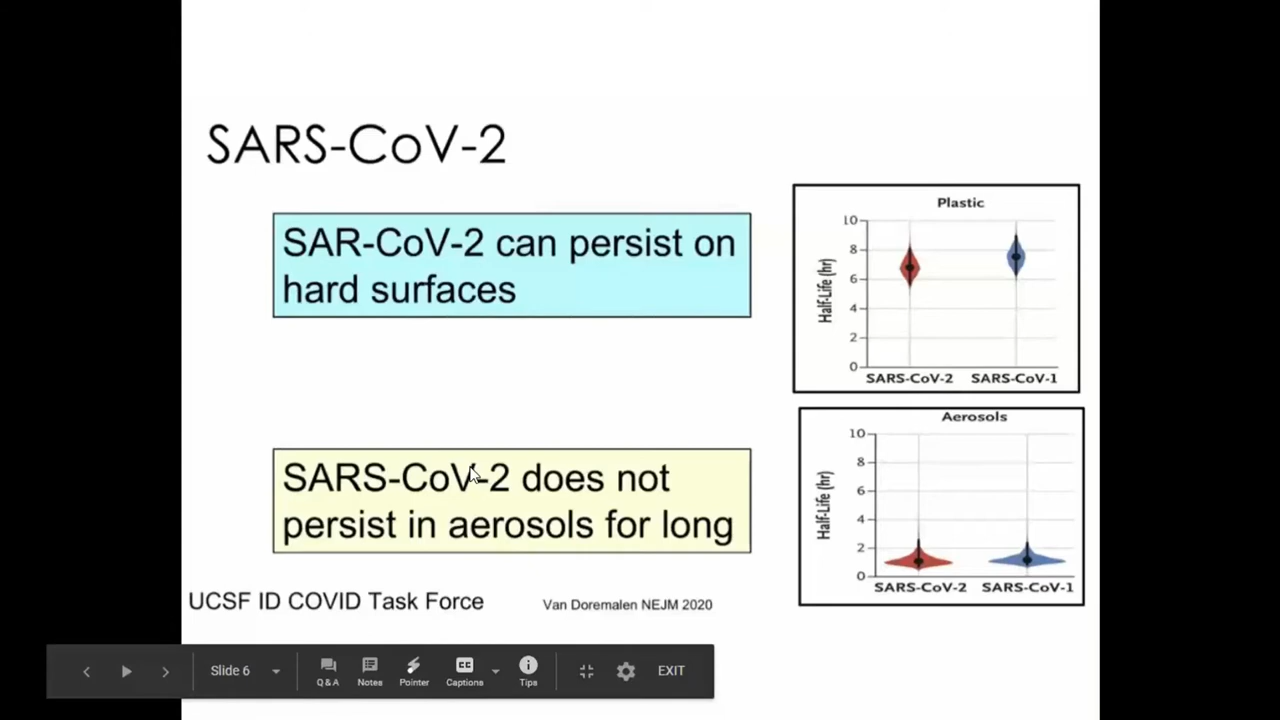 SARS-CoV-2
SAR-CoV-2 can persist on
hard surfaces
Plastic
10
8
6
4
2
0
Half-Life (hr)
SARS-CoV-2 SARS-CoV-1
SARS-CoV-2 does not
persist in aerosols for long
Aerosols
10
8
6
4
2
0
Half-Life (hr)
SARS-CoV-2 SARS-CoV-1
UCSF ID COVID Task Force
Van Doremalen NEJM 2020
Slide 6
Q&A Notes Pointer Captions Tips
EXIT